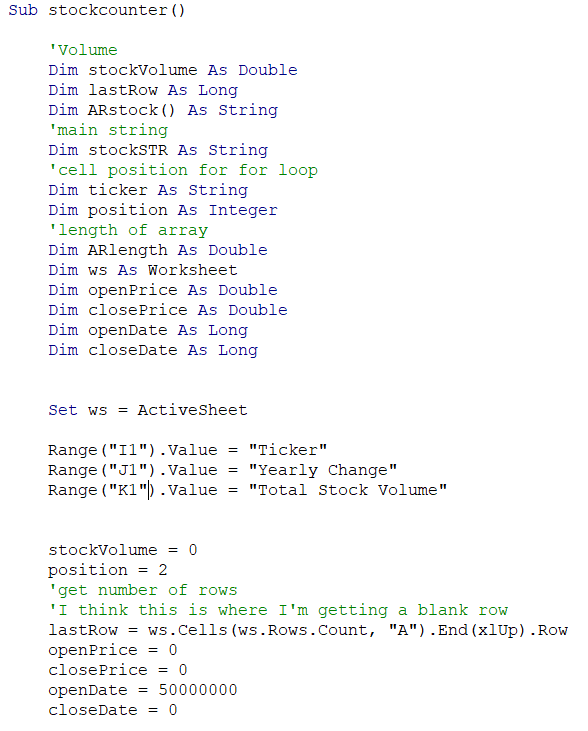 Sub stockcounter()
'Volume
Dim stockVolume As Double
Dim lastRow As Long
Dim ARstock() As String
'main string
Dim stockSTR As String
'cell position for for loop
Dim ticker As String
Dim position As Integer
'length of array
Dim ARlength As Double
Dim ws As Worksheet
Dim openPrice As Double
Dim closePrice As Double
Dim openDate As Long
Dim closeDate As Long
Set ws = ActiveSheet
Range("I1").Value = "Ticker"
Range("J1").Value = "Yearly Change"
Range("K1").Value = "Total Stock Volume"
stockVolume = 0
position = 2
'get number of rows
'I think this is where I'm getting a blank row
lastRow = ws.Cells(ws.Rows.Count, "A").End(xlUp).Row
openPrice = 0
closePrice = 0
openDate = 50000000
closeDate = 0